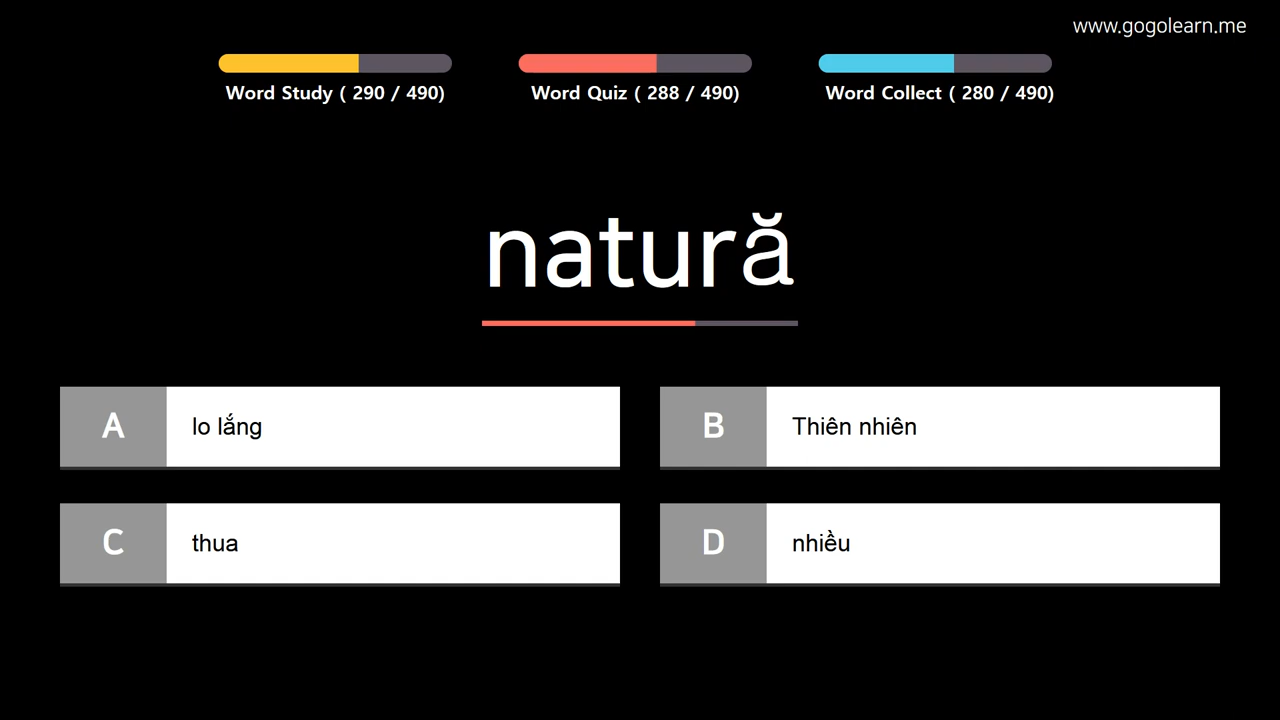 www.gogolearn.me
Word Study ( 290 / 490)
Word Quiz ( 288 / 490)
Word Collect ( 280 / 490)
natură
A
lo lắng
B
Thiên nhiên
C
thua
D
nhiều